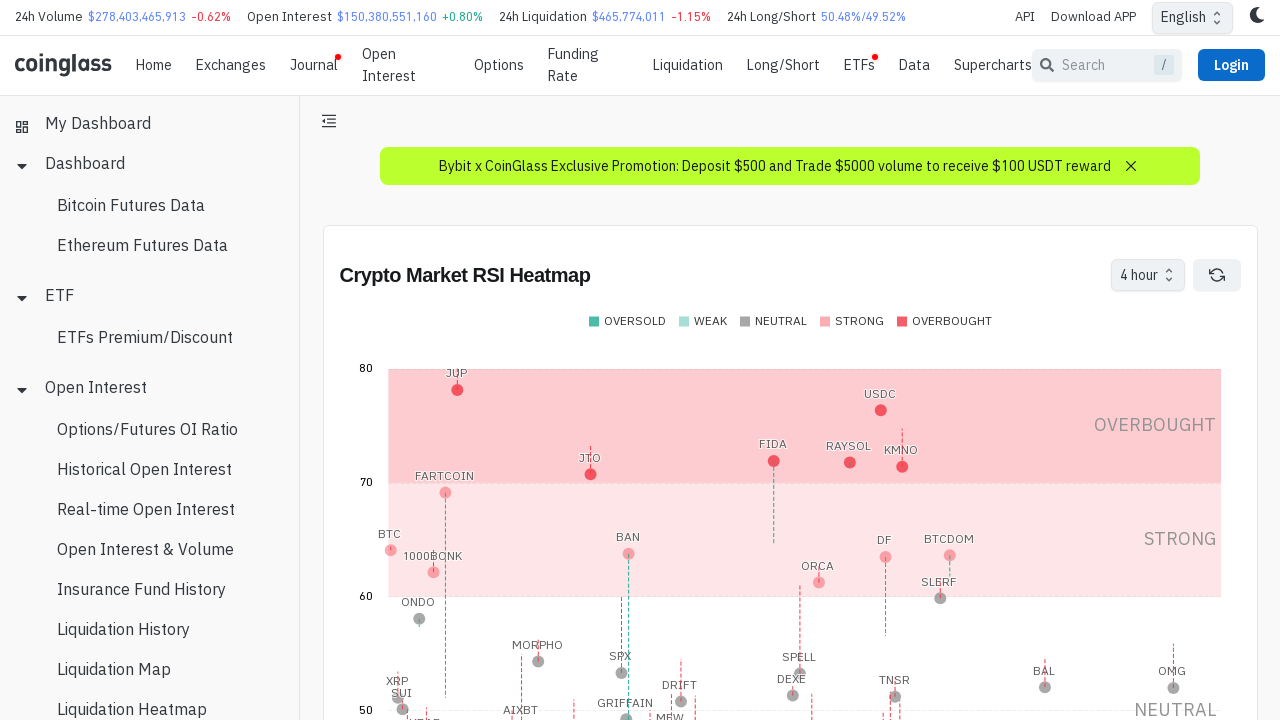 24h Volume $278,403,465,913 -0.62% Open Interest $150,380,551,160 +0.80% 24h Liquidation $465,774,011 -1.15% 24h Long/Short 50.48%/49.52% API Download APP English
coinglass Home Exchanges Journal Open Interest Options Funding Rate Liquidation Long/Short ETFs Data Supercharts Search / Login
My Dashboard
Dashboard
Bitcoin Futures Data
Ethereum Futures Data
ETF
ETFs Premium/Discount
Open Interest
Options/Futures OI Ratio
Historical Open Interest
Real-time Open Interest
Open Interest & Volume
Insurance Fund History
Liquidation History
Liquidation Map
Liquidation Heatmap
Bybit x CoinGlass Exclusive Promotion: Deposit $500 and Trade $5000 volume to receive $100 USDT reward
Crypto Market RSI Heatmap 4 hour
OVERSOLD WEAK NEUTRAL STRONG OVERBOUGHT
80
JUP
USDC
OVERBOUGHT
FIDA RAYSOL KMNO
JTO
FARTCOIN
70
BTC BAN DF BTCDOM STRONG
1000BONK
ORCA
SLERF
60
ONDO
MORPHO
SPX SPELL
XRP DEXE TNSR BAL OMG
SUI DRIFT
GRIFFAIN
AIXBT
50 NEUTRAL
MEW